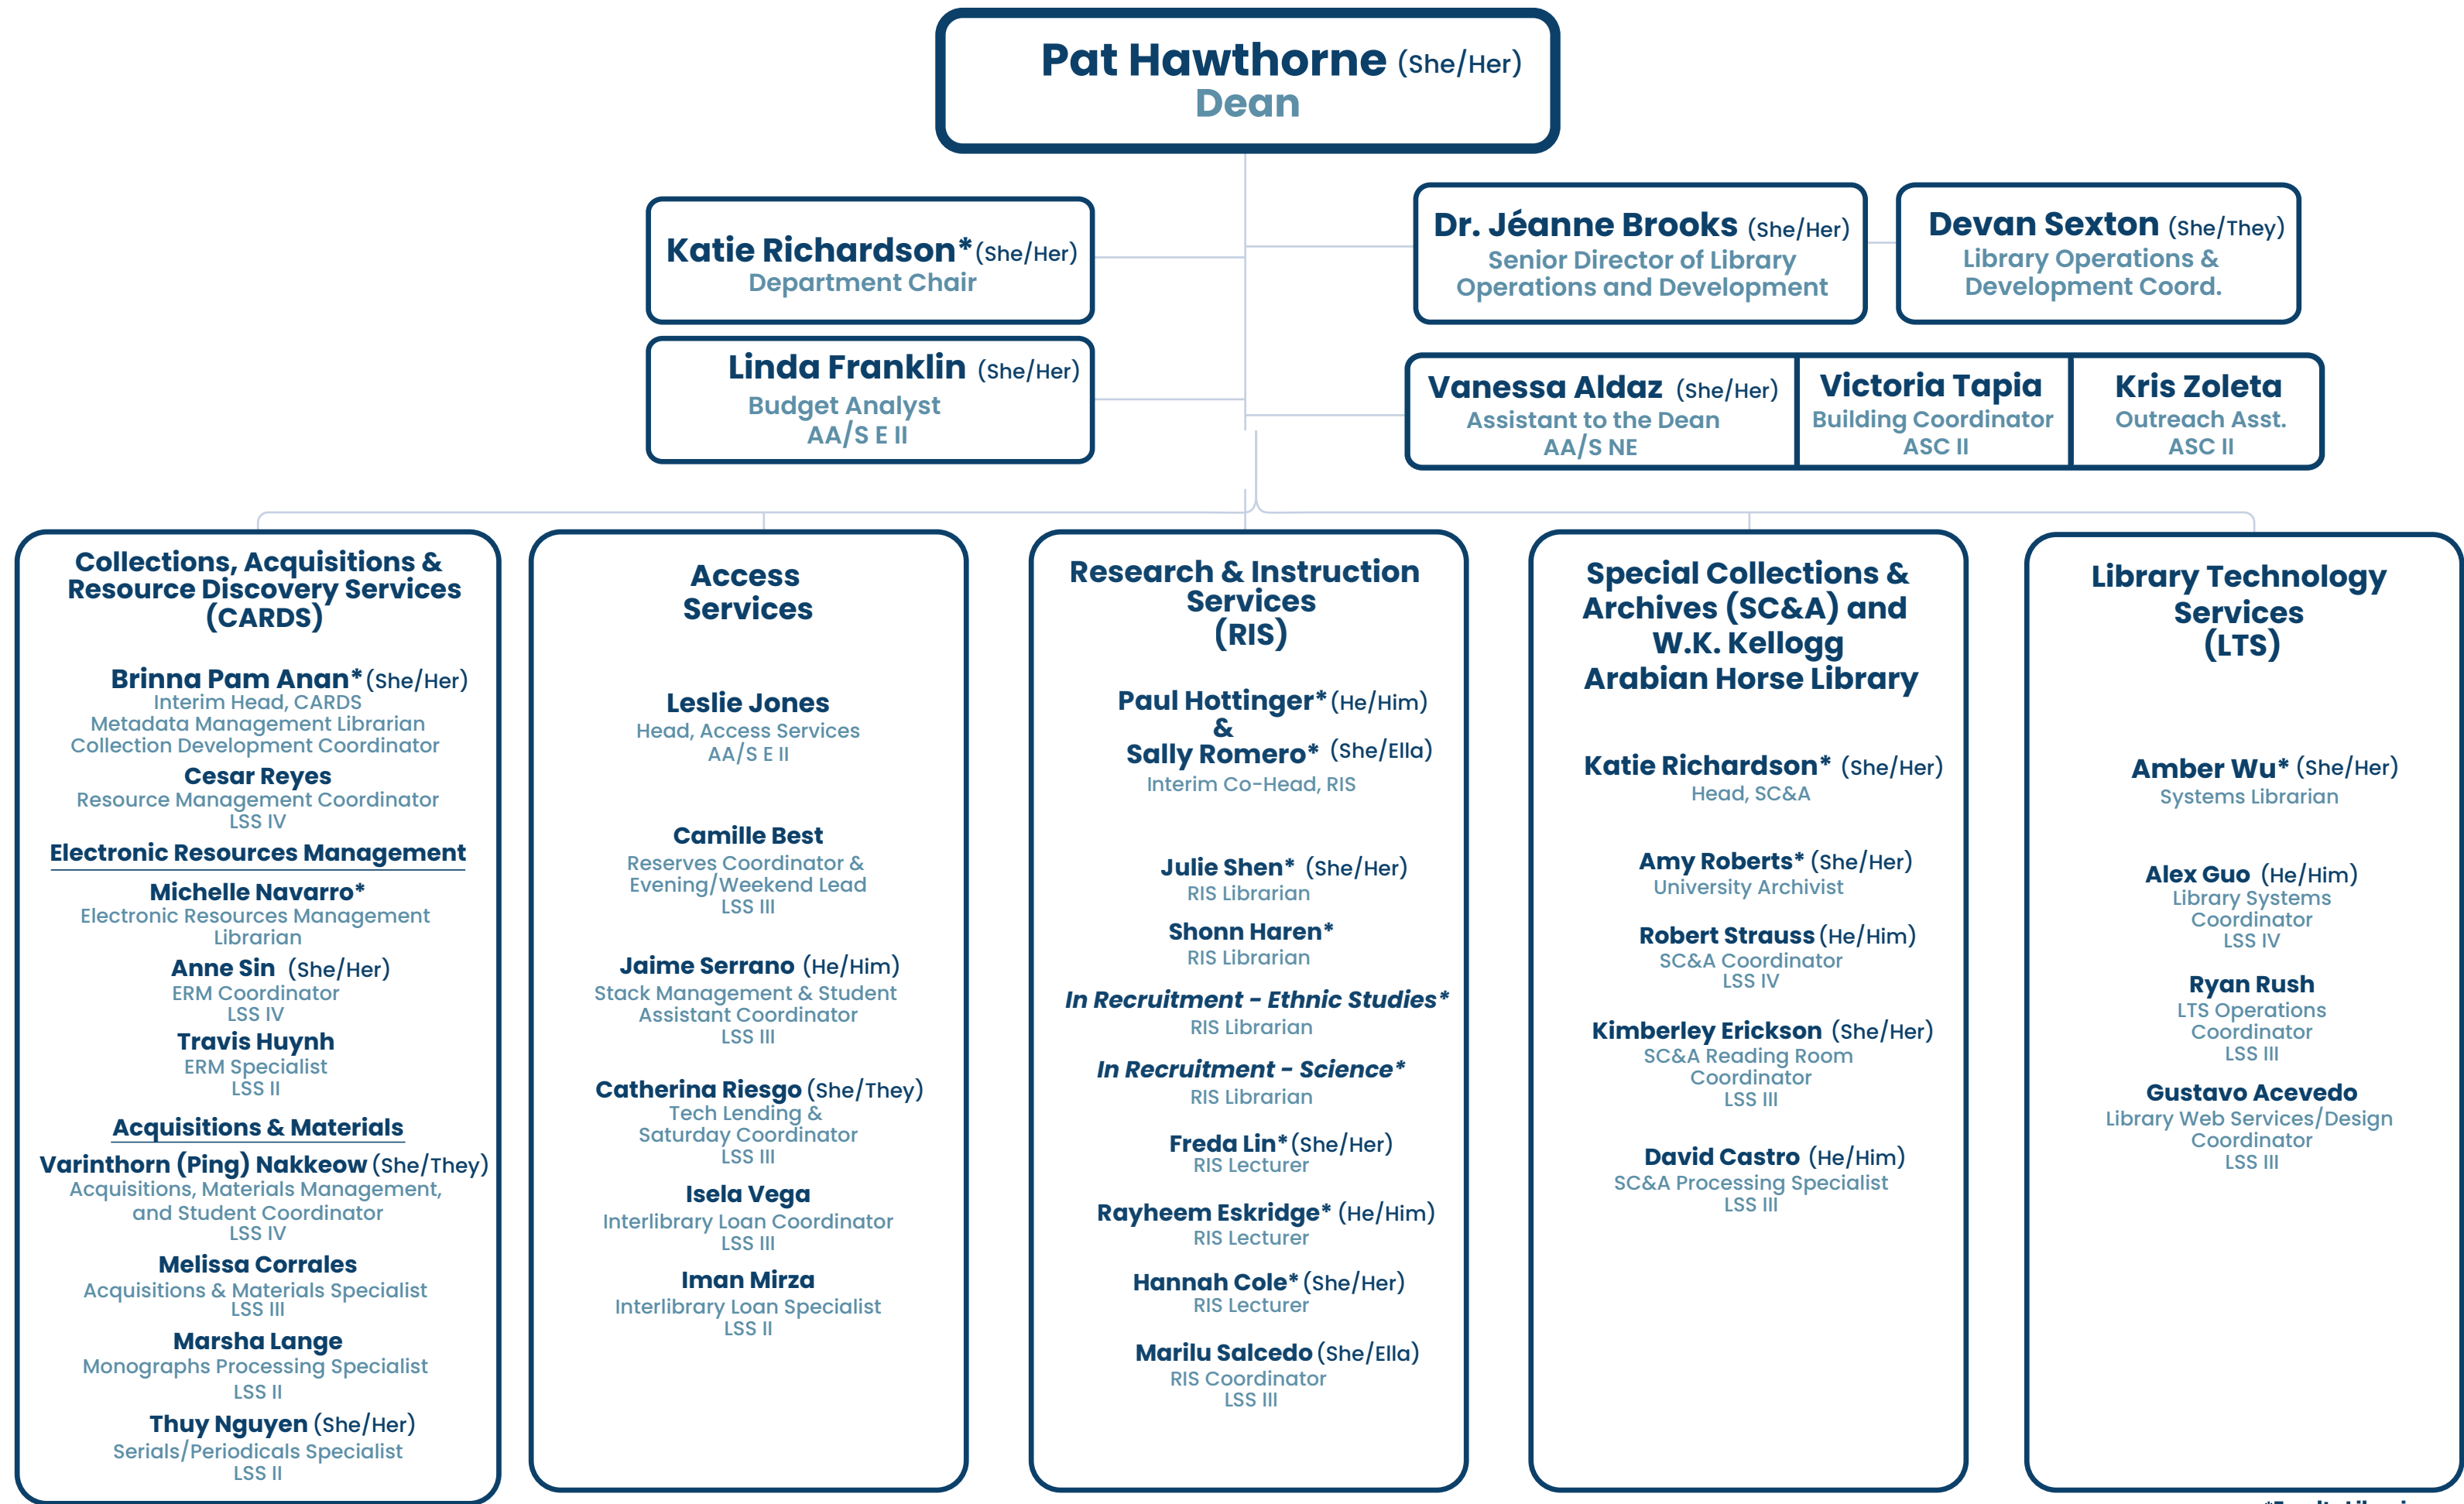 Pat Hawthorne (She/Her)
Dean
Katie Richardson* (She/Her)
Department Chair
Dr. Jéanne Brooks (She/Her)
Senior Director of Library
Operations and Development
Devan Sexton (She/They)
Library Operations &
Development Coord.
Linda Franklin (She/Her)
Budget Analyst
AA/S E II
Vanessa Aldaz (She/Her)
Assistant to the Dean
AA/S NE
Victoria Tapia
Building Coordinator
ASC II
Kris Zoleta
Outreach Asst.
ASC II
Collections, Acquisitions &
Resource Discovery Services
(CARDS)
Brinna Pam Anan* (She/Her)
Interim Head, CARDS
Metadata Management Librarian
Collection Development Coordinator
Cesar Reyes
Resource Management Coordinator
LSS IV
Electronic Resources Management
Michelle Navarro*
Electronic Resources Management
Librarian
Anne Sin (She/Her)
ERM Coordinator
LSS IV
Travis Huynh
ERM Specialist
LSS II
Acquisitions & Materials
Varinthorn (Ping) Nakkeow (She/They)
Acquisitions, Materials Management,
and Student Coordinator
LSS IV
Melissa Corrales
Acquisitions & Materials Specialist
LSS III
Marsha Lange
Monographs Processing Specialist
LSS II
Thuy Nguyen (She/Her)
Serials/Periodicals Specialist
LSS II
Access
Services
Leslie Jones
Head, Access Services
AA/S E II
Camille Best
Reserves Coordinator &
Evening/Weekend Lead
LSS III
Jaime Serrano (He/Him)
Stack Management & Student
Assistant Coordinator
LSS III
Catherina Riesgo (She/They)
Tech Lending &
Saturday Coordinator
LSS III
Isela Vega
Interlibrary Loan Coordinator
LSS III
Iman Mirza
Interlibrary Loan Specialist
LSS II
Research & Instruction
Services
(RIS)
Paul Hottinger* (He/Him)
&
Sally Romero* (She/Ella)
Interim Co-Head, RIS
Julie Shen* (She/Her)
RIS Librarian
Shonn Haren*
RIS Librarian
In Recruitment - Ethnic Studies*
RIS Librarian
In Recruitment - Science*
RIS Librarian
Freda Lin* (She/Her)
RIS Lecturer
Rayheem Eskridge* (He/Him)
RIS Lecturer
Hannah Cole* (She/Her)
RIS Lecturer
Marilu Salcedo (She/Ella)
RIS Coordinator
LSS III
Special Collections &
Archives (SC&A) and
W.K. Kellogg
Arabian Horse Library
Katie Richardson* (She/Her)
Head, SC&A
Amy Roberts* (She/Her)
University Archivist
Robert Strauss (He/Him)
SC&A Coordinator
LSS IV
Kimberley Erickson (She/Her)
SC&A Reading Room
Coordinator
LSS III
David Castro (He/Him)
SC&A Processing Specialist
LSS III
Library Technology
Services
(LTS)
Amber Wu* (She/Her)
Systems Librarian
Alex Guo (He/Him)
Library Systems
Coordinator
LSS IV
Ryan Rush
LTS Operations
Coordinator
LSS III
Gustavo Acevedo
Library Web Services/Design
Coordinator
LSS III